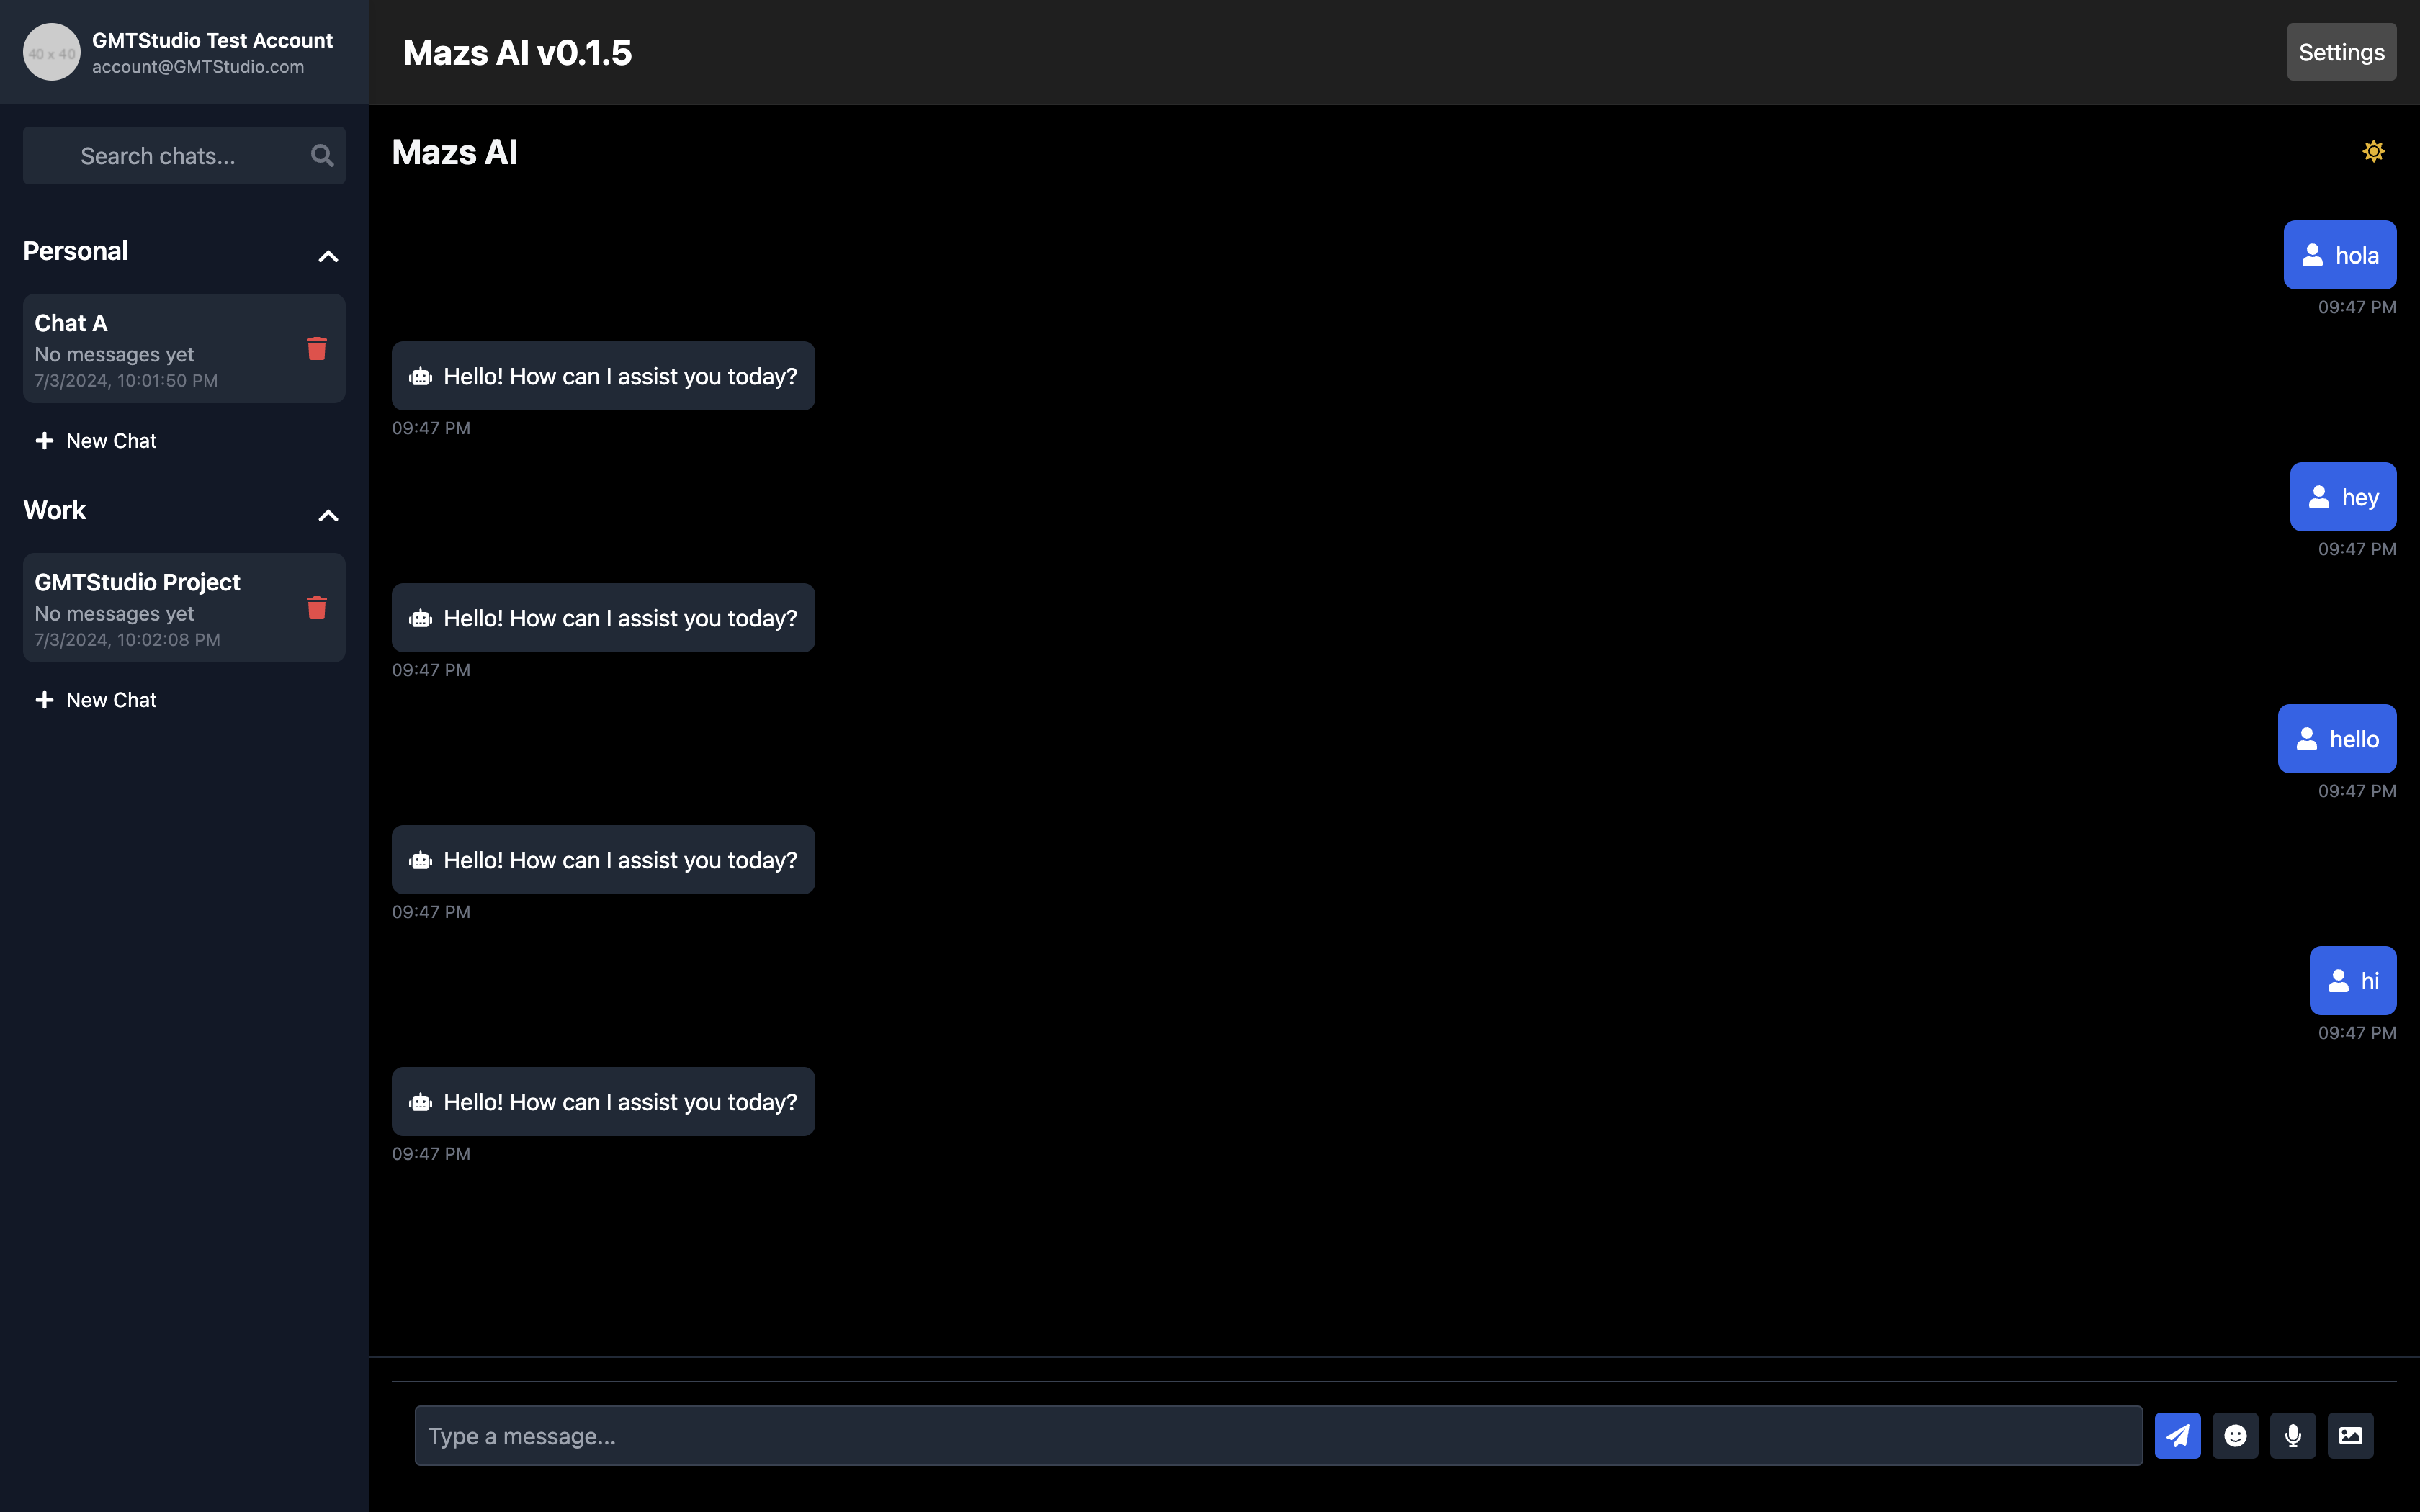 40 x 40
GMTStudio Test Account
account@GMTStudio.com
Search chats...
Personal
Chat A
No messages yet
7/3/2024, 10:01:50 PM
New Chat
Work
GMTStudio Project
No messages yet
7/3/2024, 10:02:08 PM
New Chat
Mazs AI v0.1.5
Settings
Mazs AI
hola
09:47 PM
Hello! How can I assist you today?
09:47 PM
hey
09:47 PM
Hello! How can I assist you today?
09:47 PM
hello
09:47 PM
Hello! How can I assist you today?
09:47 PM
hi
09:47 PM
Hello! How can I assist you today?
09:47 PM
Type a message...